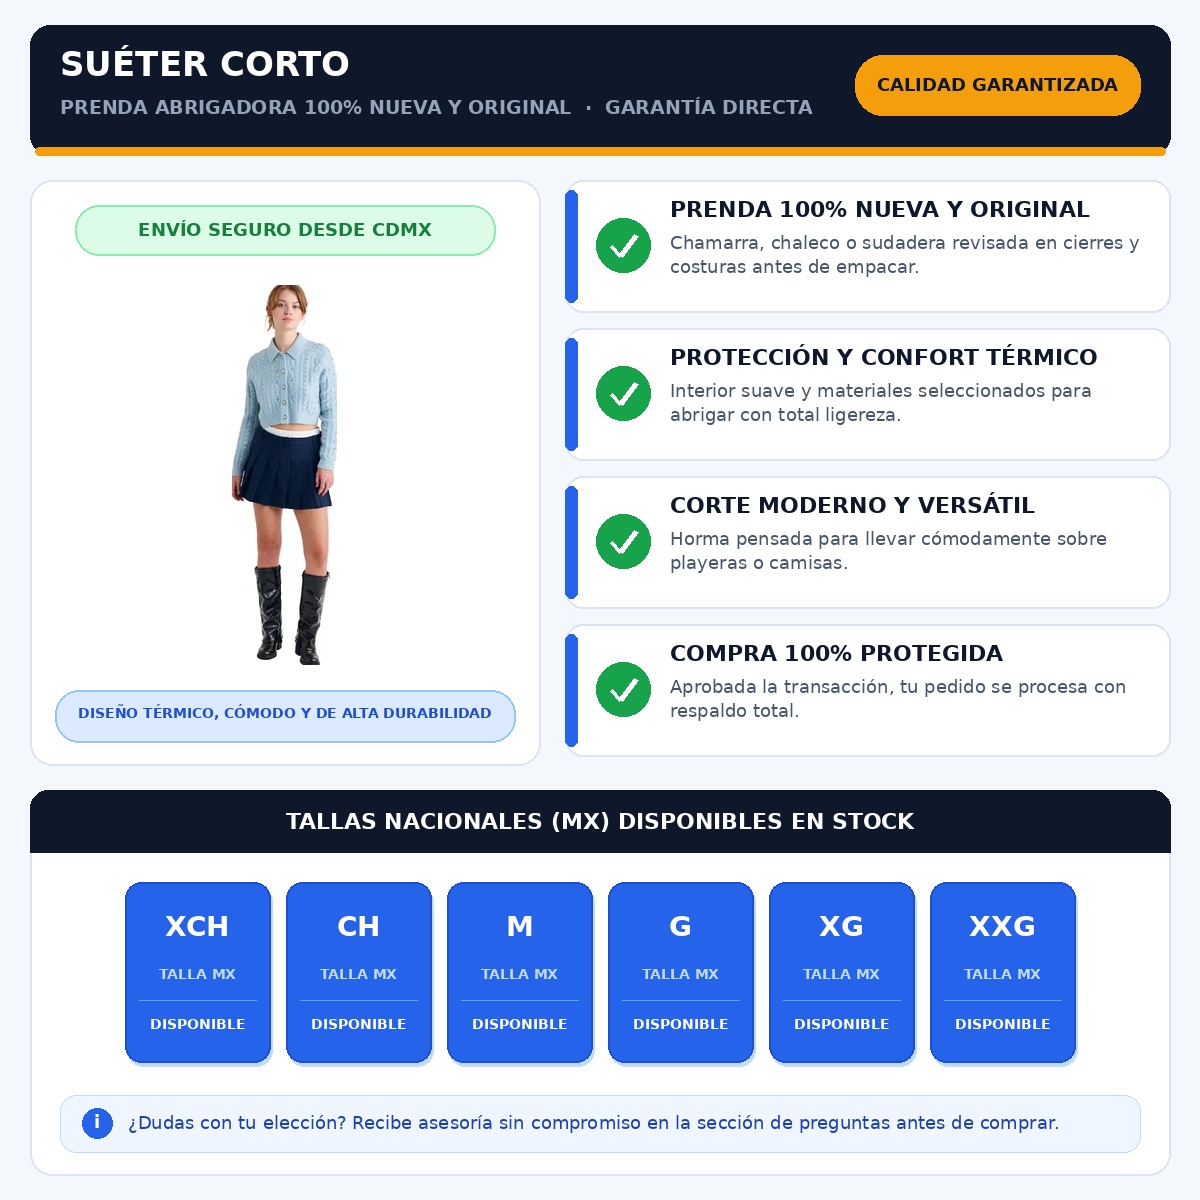 SUÉTER CORTO
PRENDA ABRIGADORA 100% NUEVA Y ORIGINAL · GARANTÍA DIRECTA
CALIDAD GARANTIZADA
ENVÍO SEGURO DESDE CDMX
DISEÑO TÉRMICO, CÓMODO Y DE ALTA DURABILIDAD
PRENDA 100% NUEVA Y ORIGINAL
Chamarra, chaleco o sudadera revisada en cierres y
costuras antes de empacar.
PROTECCIÓN Y CONFORT TÉRMICO
Interior suave y materiales seleccionados para
abrigar con total ligereza.
CORTE MODERNO Y VERSÁTIL
Horma pensada para llevar cómodamente sobre
playeras o camisas.
COMPRA 100% PROTEGIDA
Aprobada la transacción, tu pedido se procesa con
respaldo total.
TALLAS NACIONALES (MX) DISPONIBLES EN STOCK
XCH
TALLA MX
DISPONIBLE
CH
TALLA MX
DISPONIBLE
M
TALLA MX
DISPONIBLE
G
TALLA MX
DISPONIBLE
XG
TALLA MX
DISPONIBLE
XXG
TALLA MX
DISPONIBLE
i ¿Dudas con tu elección? Recibe asesoría sin compromiso en la sección de preguntas antes de comprar.